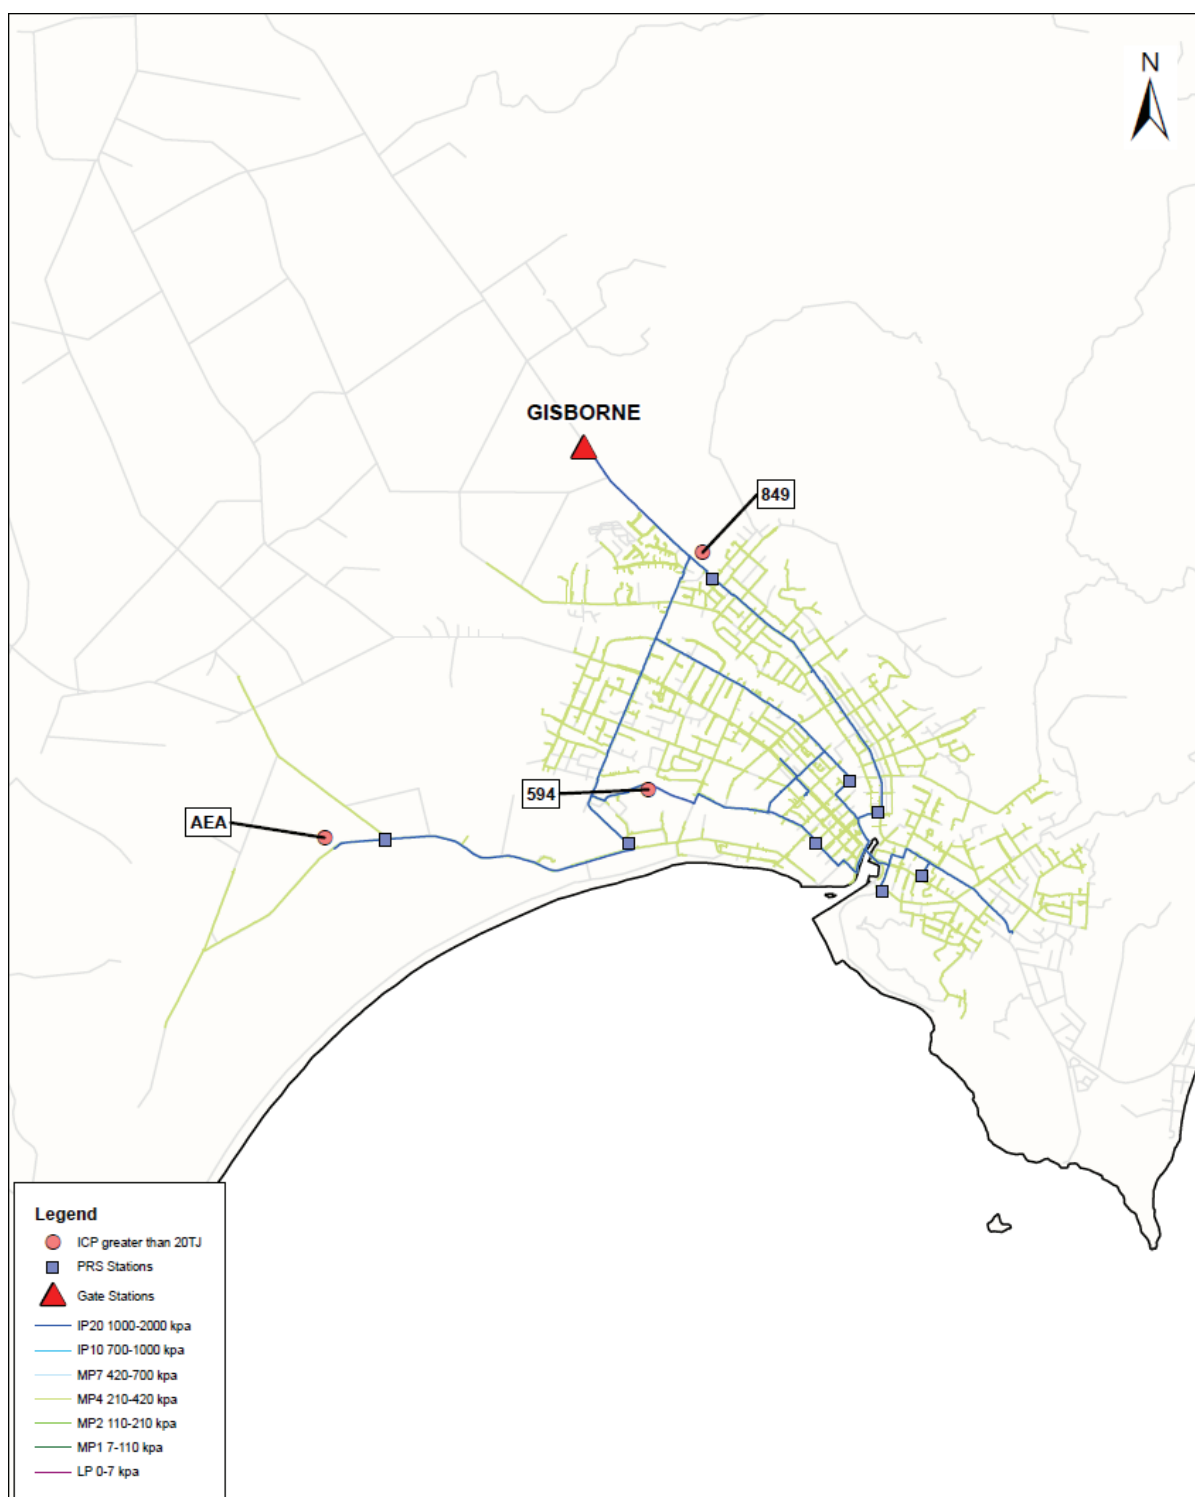 N
GISBORNE
849
594
AEA
Legend
ICP greater than 20TJ
PRS Stations
Gate Stations
IP20 1000-2000 kpa
IP10 700-1000 kpa
MP7 420-700 kpa
MP4 210-420 kpa
MP2 110-210 kpa
MP1 7-110 kpa
LP 0-7 kpa